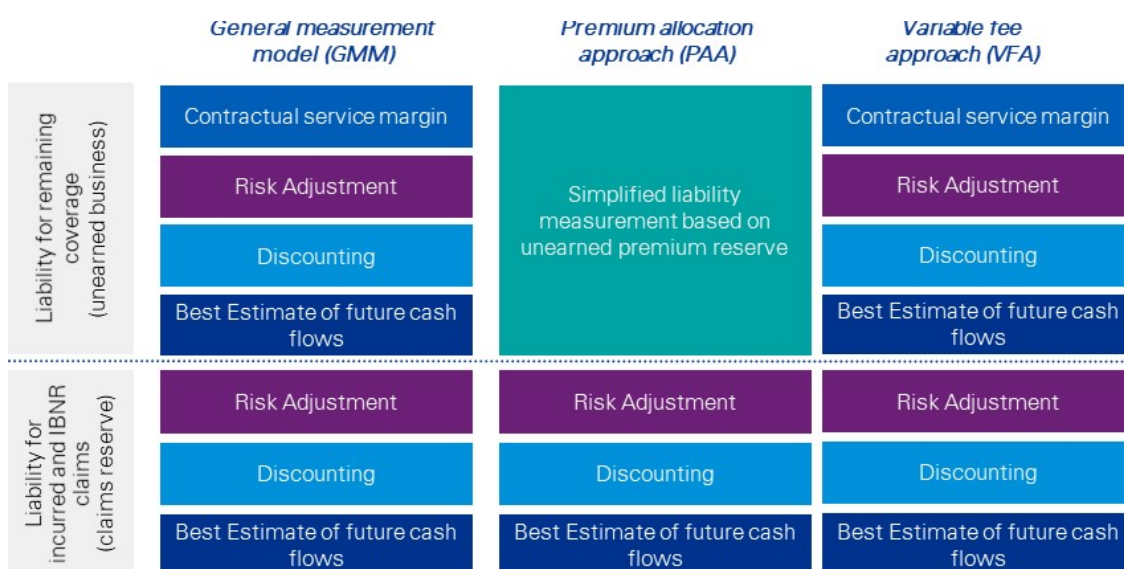 General measurement
model (GMM)
Premium allocation
approach (PAA)
Variable fee
approach (VFA)
Liability for remaining
coverage
(unearned business)
Contractual service margin
Risk Adjustment
Discounting
Best Estimate of future cash
flows
Simplified liability
measurement based on
unearned premium reserve
Contractual service margin
Risk Adjustment
Discounting
Best Estimate of future cash
flows
Liability for
incurred and IBNR
claims
(claims reserve)
Risk Adjustment
Discounting
Best Estimate of future cash
flows
Risk Adjustment
Discounting
Best Estimate of future cash
flows
Risk Adjustment
Discounting
Best Estimate of future cash
flows